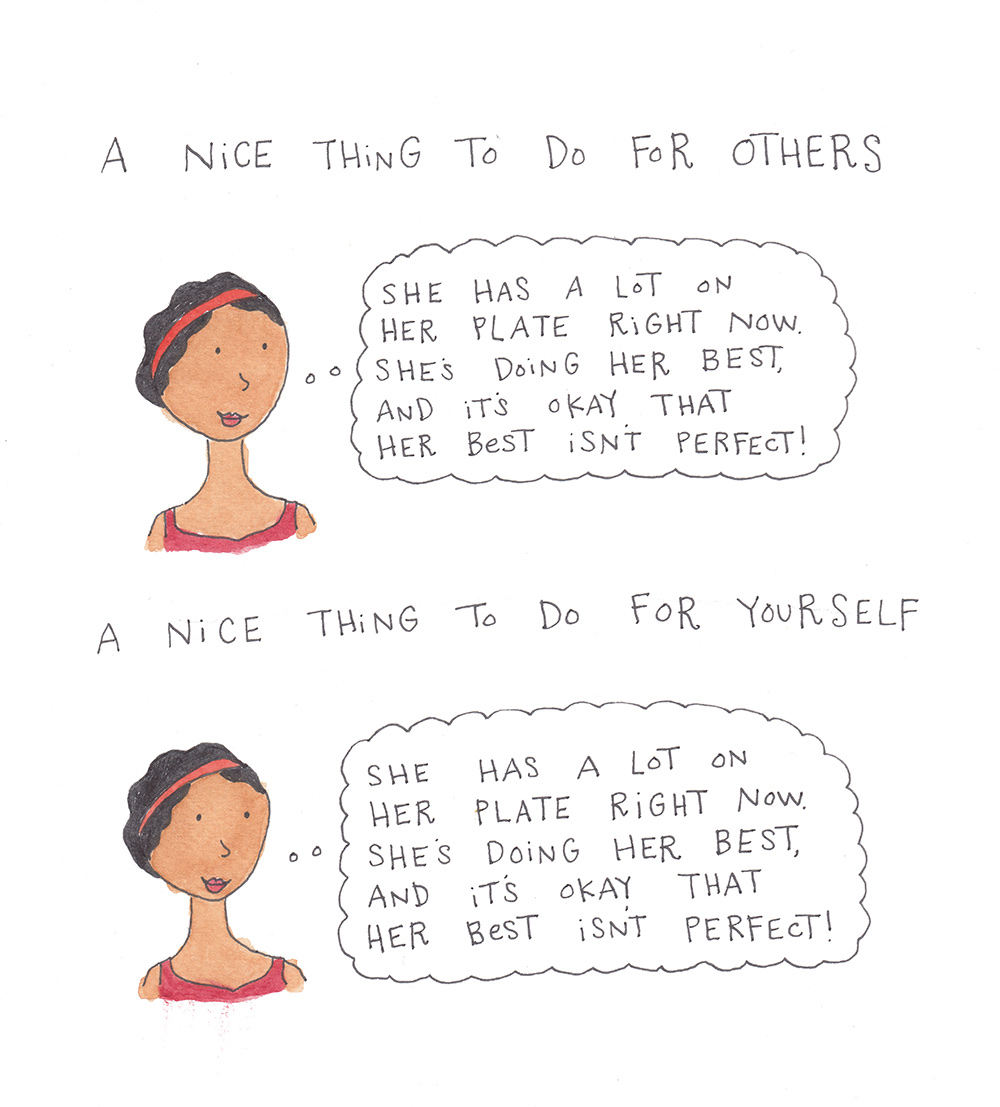 A NiCE THiNG TO DO FOR OTHERS
SHE HAS A LOT ON
HER PLATE RiGHT NOW.
SHE'S DOiNG HER BEST,
AND iT'S OKAY THAT
HER BEST iSN'T PERFECT!
A NiCE THiNG TO DO FOR YOURSELF
SHE HAS A LOT ON
HER PLATE RiGHT NOW.
SHE'S DOiNG HER BEST,
AND iT'S OKAY THAT
HER BEST iSN'T PERFECT!